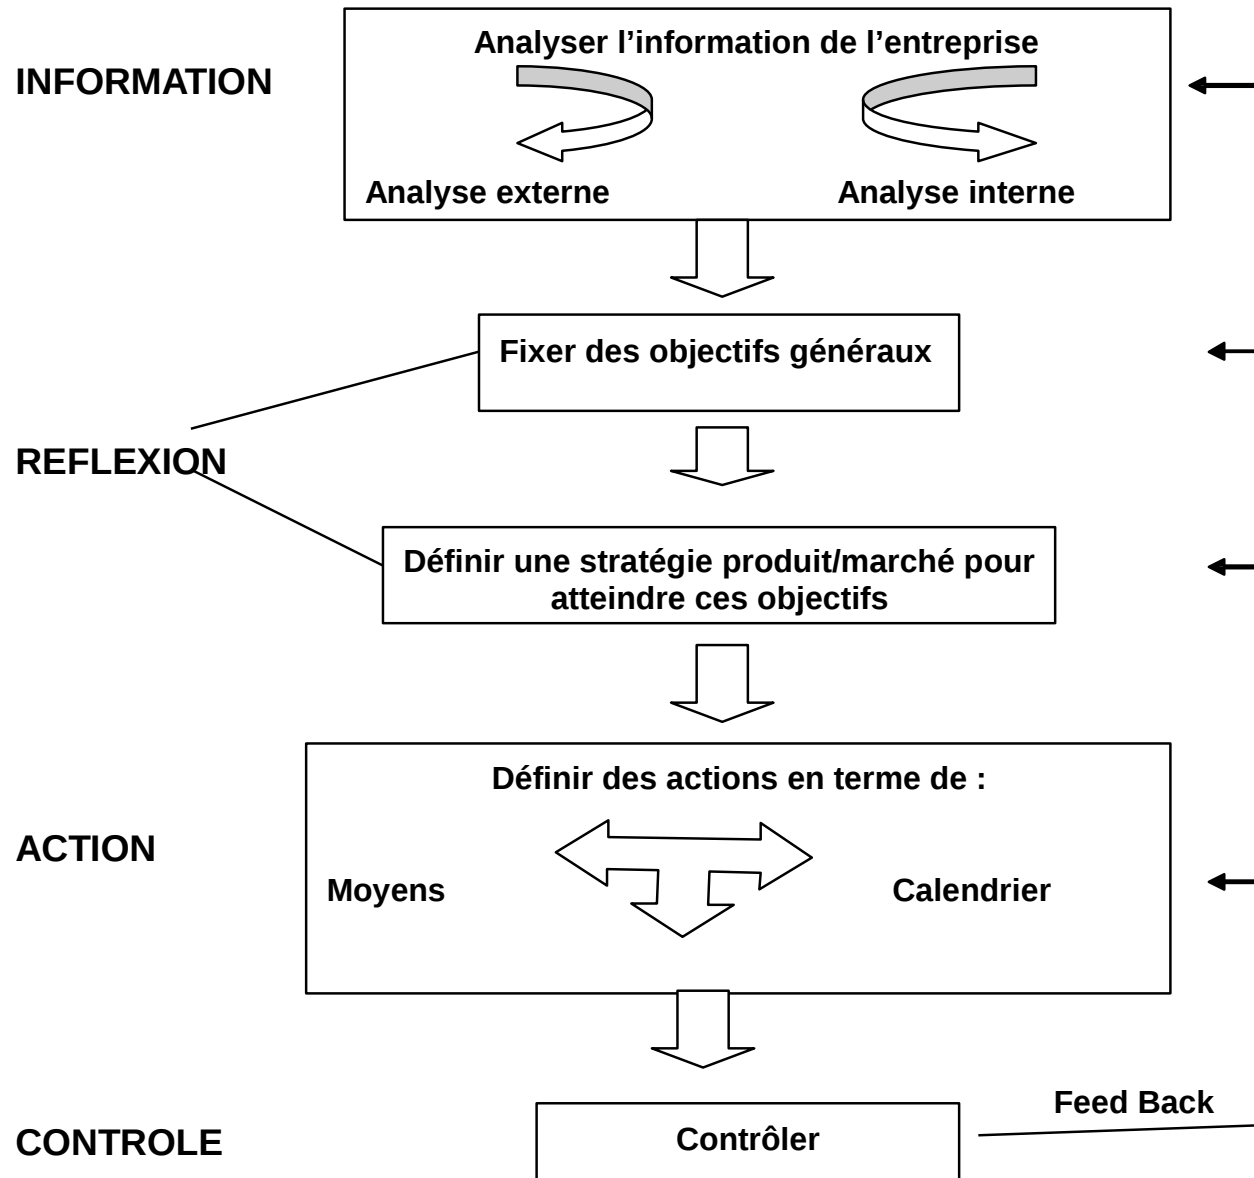 Analyser l’information de l’entreprise
INFORMATION
Analyse externe
Analyse interne
Fixer des objectifs généraux
REFLEXION
Définir une stratégie produit/marché pour
atteindre ces objectifs
Définir des actions en terme de :
ACTION
Moyens
Calendrier
Feed Back
CONTROLE
Contrôler